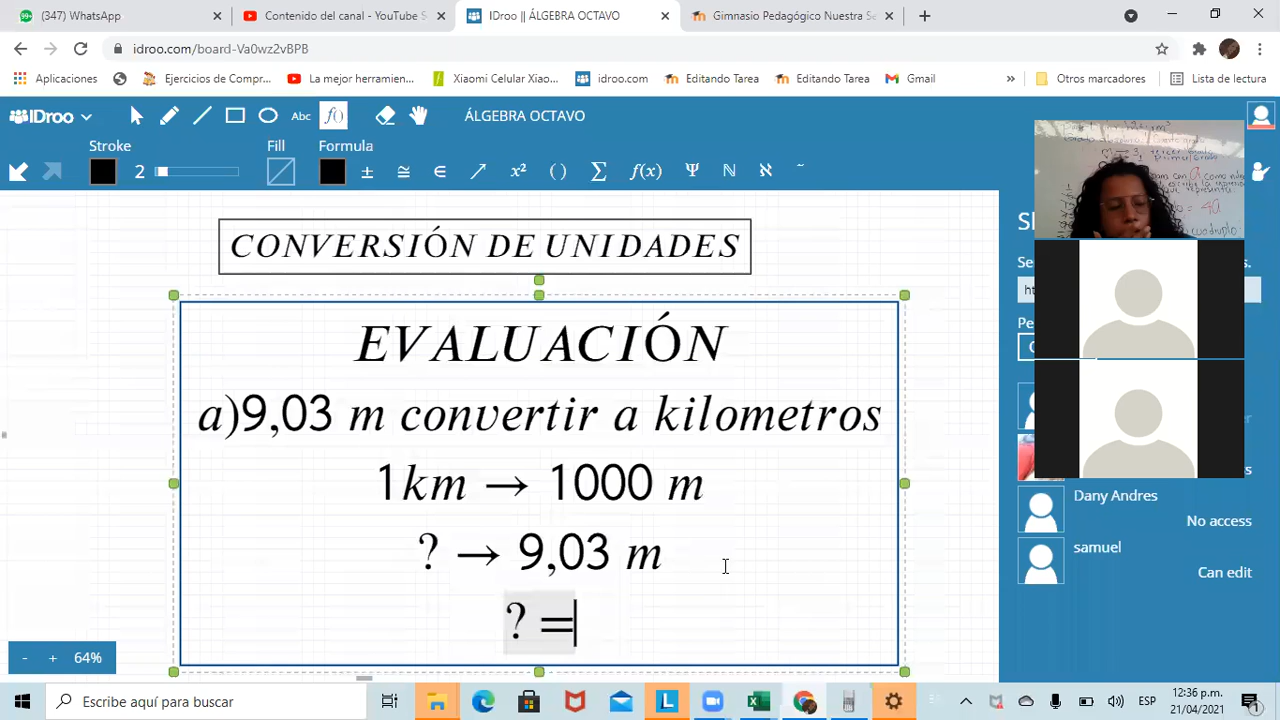 (347) WhatsApp
Contenido del canal - YouTube S
IDroo || ÁLGEBRA OCTAVO
Gimnasio Pedagógico Nuestra Se
idroo.com/board-Va0wz2vBPB
Aplicaciones
Ejercicios de Compr...
La mejor herramien...
Xiaomi Celular Xiao...
idroo.com
Editando Tarea
Editando Tarea
Gmail
»
Otros marcadores
Lista de lectura
IDroo
Abc
f()
ÁLGEBRA OCTAVO
Stroke
Fill
Formula
2
± ≅ ∈ x² ( ) ∑ f(x) Ψ ℕ ℵ
CONVERSIÓN DE UNIDADES
EVALUACIÓN
a)9,03 m convertir a kilometros
1km → 1000 m
? → 9,03 m
? =
Dany Andres
No access
samuel
Can edit
- + 64%
Escribe aquí para buscar
ESP
12:36 p.m.
21/04/2021